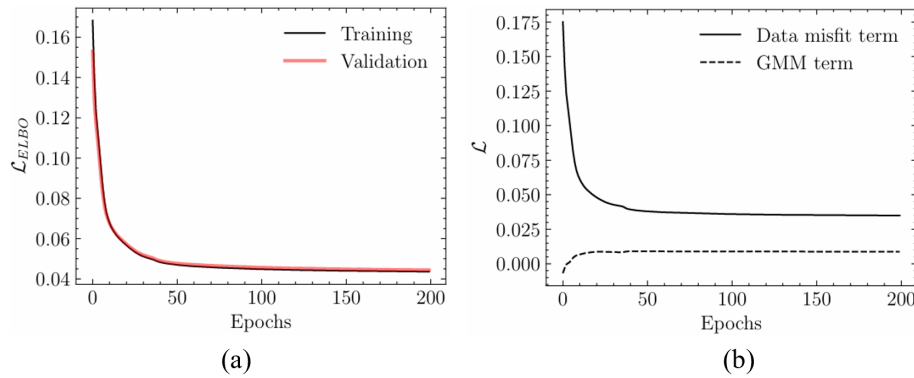 Training
Validation
0.16
0.14
0.12
0.10
0.08
0.06
0.04
ℒ_ELBO
0 50 100 150 200
Epochs
(a)
Data misfit term
GMM term
0.175
0.150
0.125
0.100
0.075
0.050
0.025
0.000
ℒ
0 50 100 150 200
Epochs
(b)